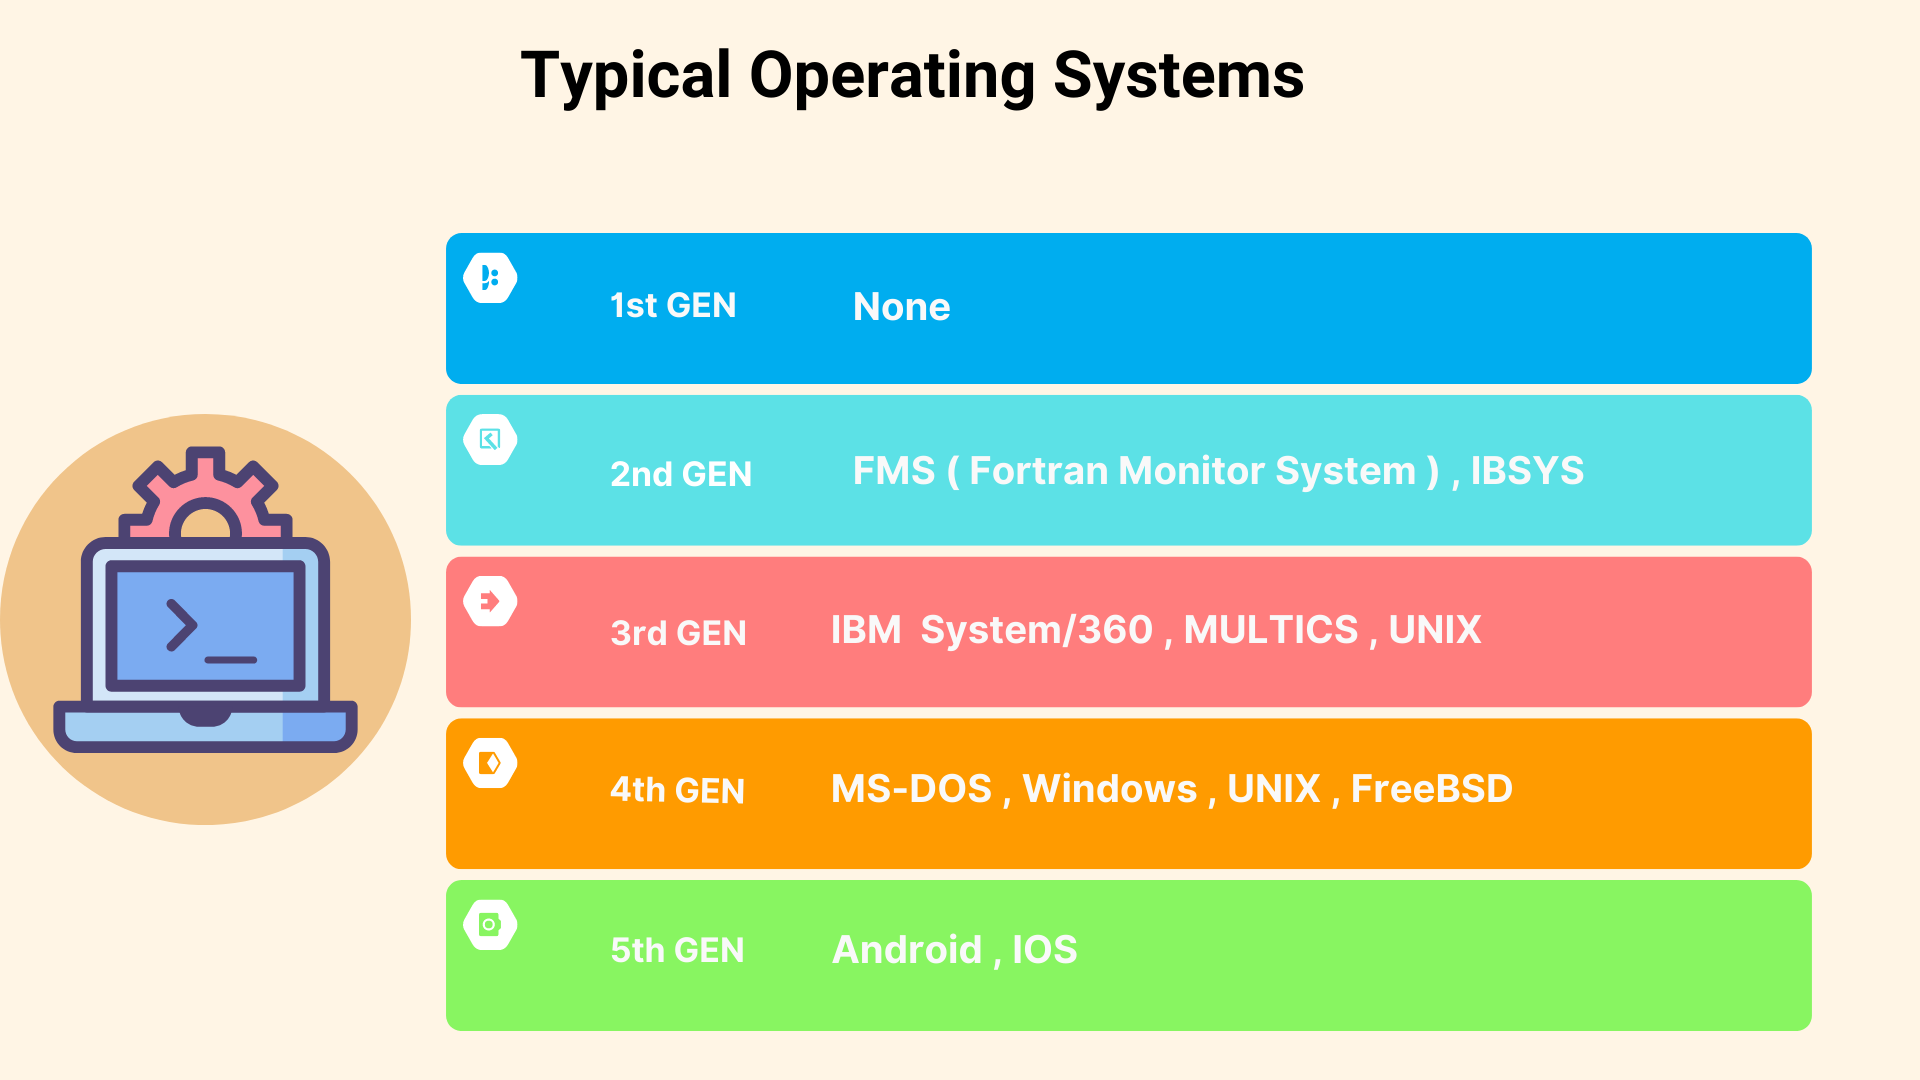 Typical Operating Systems
1st GEN None
2nd GEN FMS ( Fortran Monitor System ) , IBSYS
3rd GEN IBM System/360 , MULTICS , UNIX
4th GEN MS-DOS , Windows , UNIX , FreeBSD
5th GEN Android , IOS